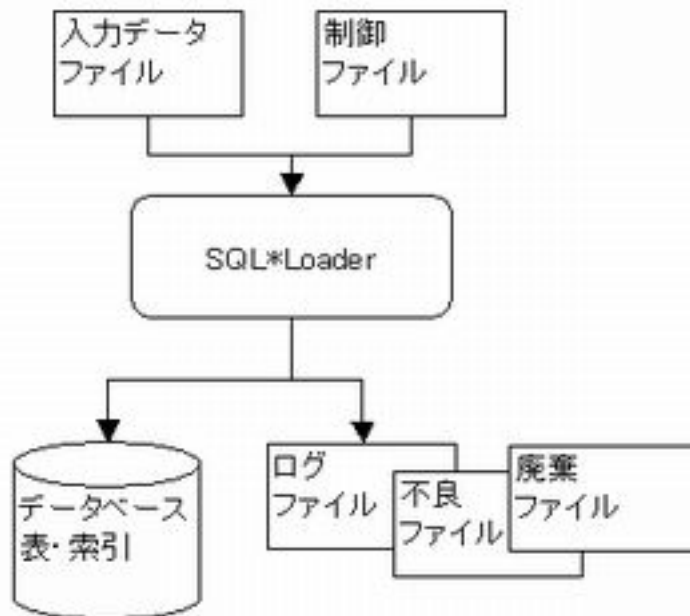 入力データ
ファイル
制御
ファイル
SQL*Loader
データベース
表・索引
ログ
ファイル
不良
ファイル
廃棄
ファイル